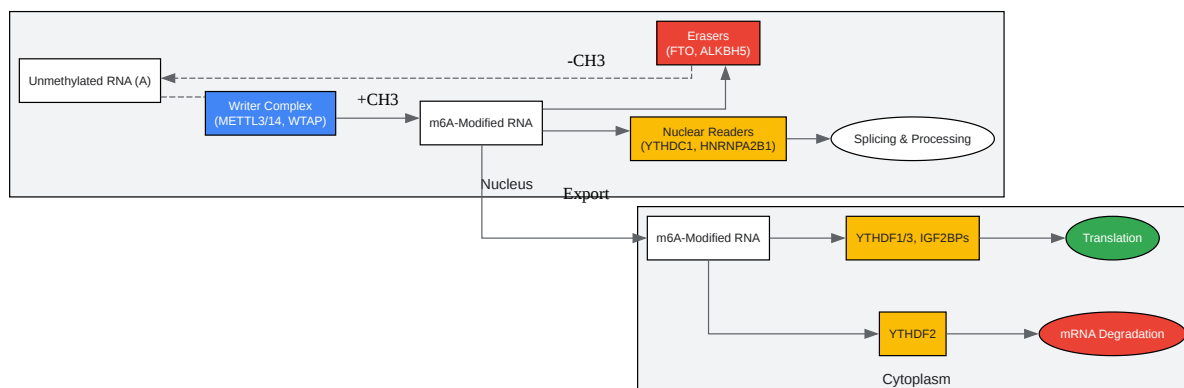 Erasers
(FTO, ALKBH5)
-CH3
Unmethylated RNA (A)
+CH3
Writer Complex
(METTL3/14, WTAP)
m6A-Modified RNA
Nuclear Readers
(YTHDC1, HNRNPA2B1)
Splicing & Processing
Nucleus
Export
m6A-Modified RNA
YTHDF1/3, IGF2BPs
Translation
YTHDF2
mRNA Degradation
Cytoplasm